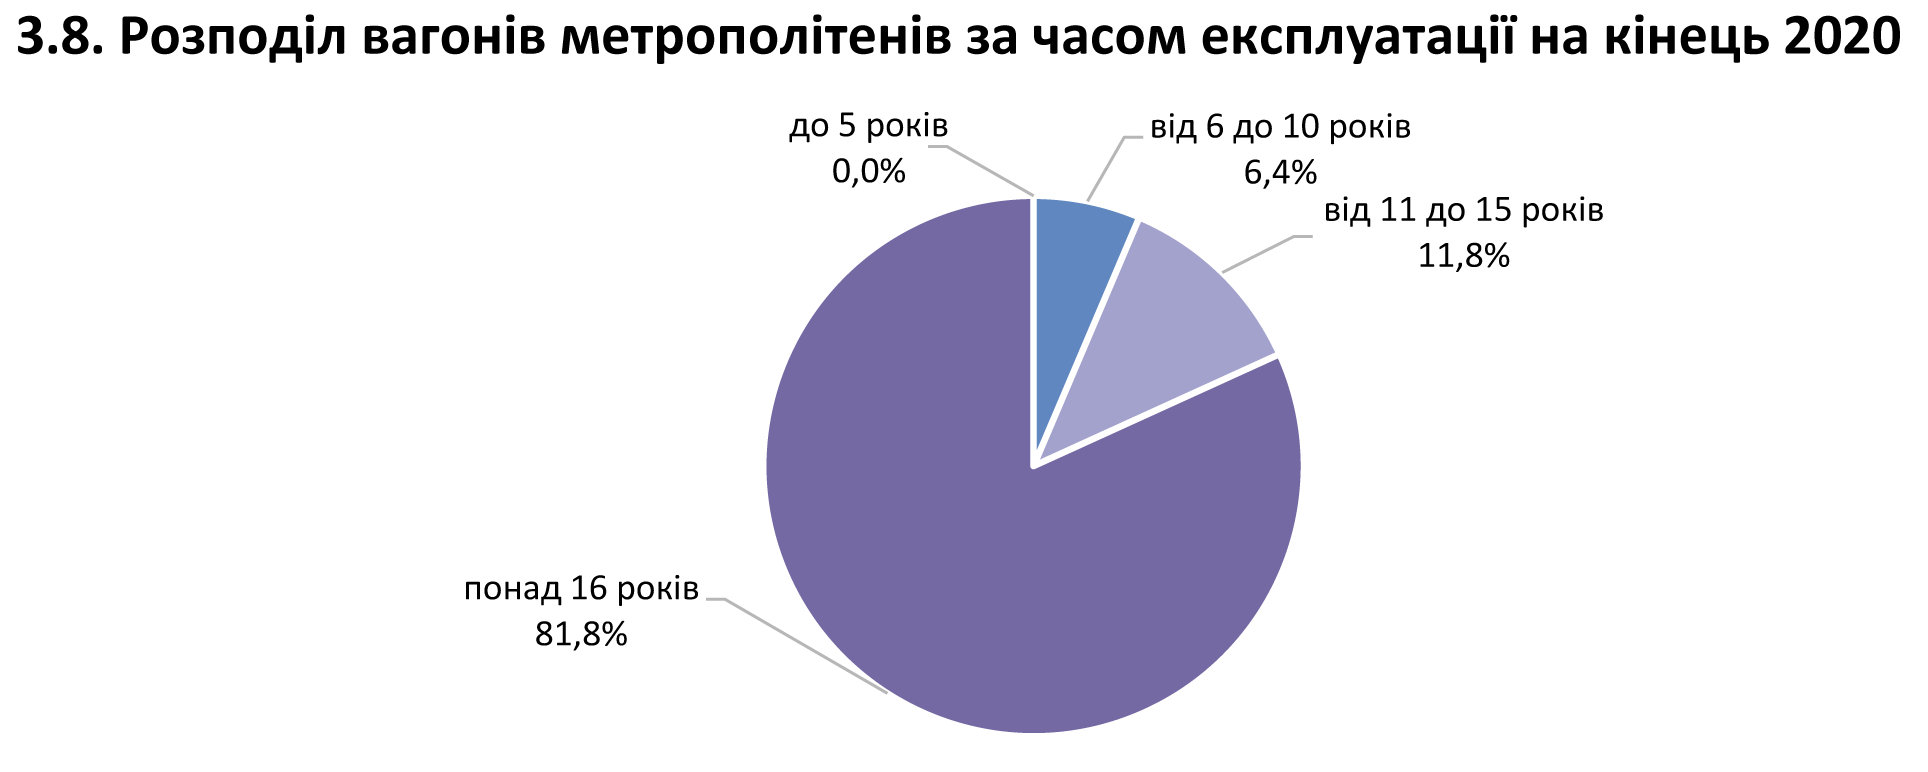 3.8. Розподіл вагонів метрополітенів за часом експлуатації на кінець 2020
до 5 років
0,0%
від 6 до 10 років
6,4%
від 11 до 15 років
11,8%
понад 16 років
81,8%